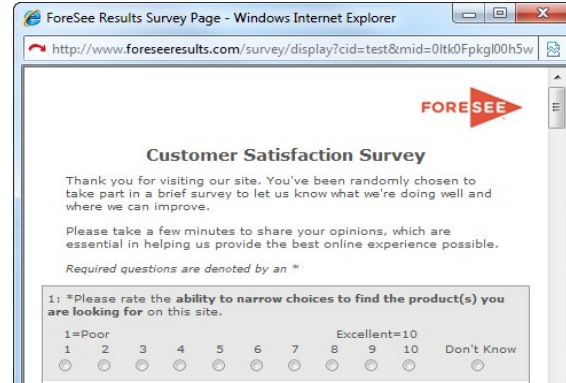 ForeSee Results Survey Page - Windows Internet Explorer
http://www.foreseeresults.com/survey/display?cid=test&mid=0ltk0Fpkgl00h5w
FORESEE
Customer Satisfaction Survey
Thank you for visiting our site. You've been randomly chosen to
take part in a brief survey to let us know what we're doing well and
where we can improve.
Please take a few minutes to share your opinions, which are
essential in helping us provide the best online experience possible.
Required questions are denoted by an *
1: *Please rate the ability to narrow choices to find the product(s) you
are looking for on this site.
1=Poor Excellent=10
1 2 3 4 5 6 7 8 9 10 Don't Know